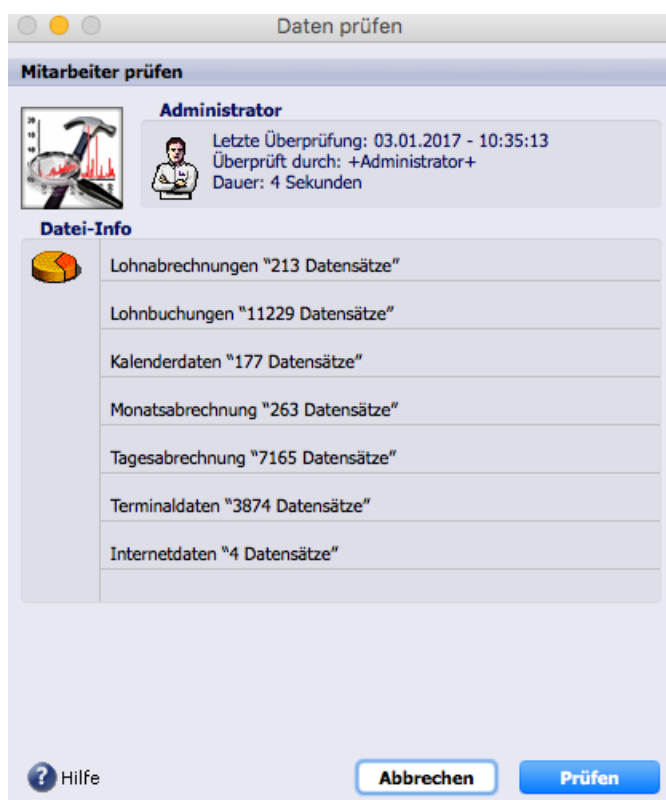 Daten prüfen
Mitarbeiter prüfen
Administrator
Letzte Überprüfung: 03.01.2017 - 10:35:13
Überprüft durch: +Administrator+
Dauer: 4 Sekunden
Datei-Info
Lohnabrechnungen "213 Datensätze"
Lohnbuchungen "11229 Datensätze"
Kalenderdaten "177 Datensätze"
Monatsabrechnung "263 Datensätze"
Tagesabrechnung "7165 Datensätze"
Terminaldaten "3874 Datensätze"
Internetdaten "4 Datensätze"
? Hilfe
Abbrechen
Prüfen